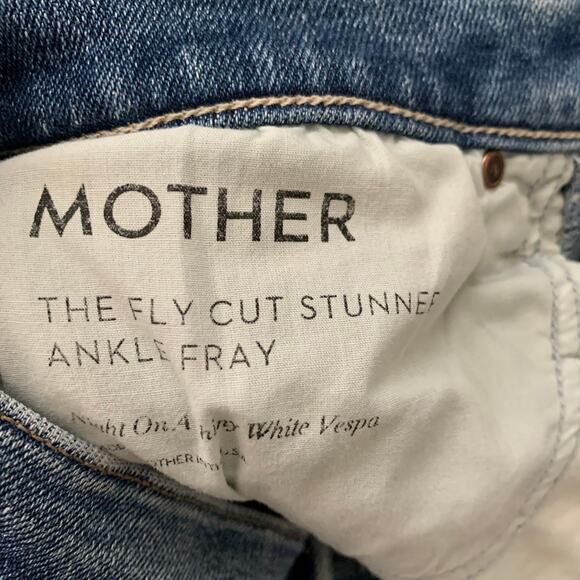 MOTHER
THE FLY CUT STUNNER
ANKLE FRAY
Night On A White Vespa